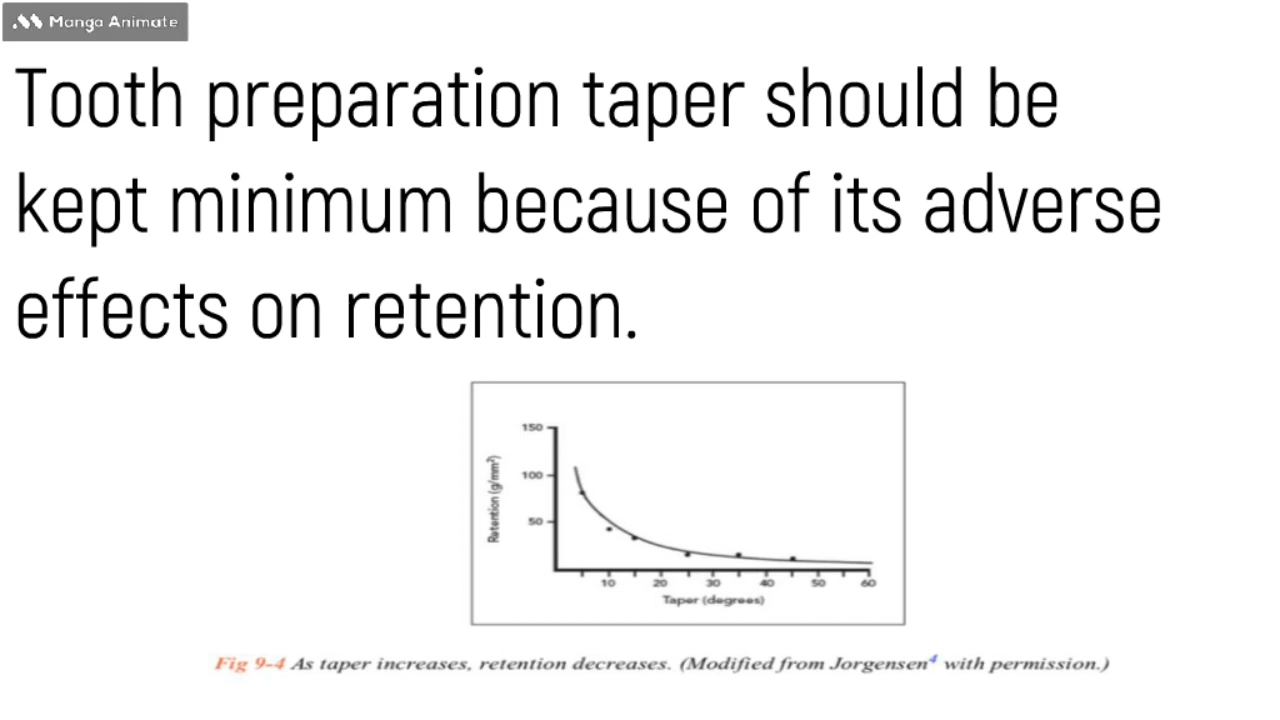 Manga Animate
Tooth preparation taper should be
kept minimum because of its adverse
effects on retention.
150
100
50
Retention (g/mm²)
10 20 30 40 50 60
Taper (degrees)
Fig 9-4 As taper increases, retention decreases. (Modified from Jorgensen⁴ with permission.)